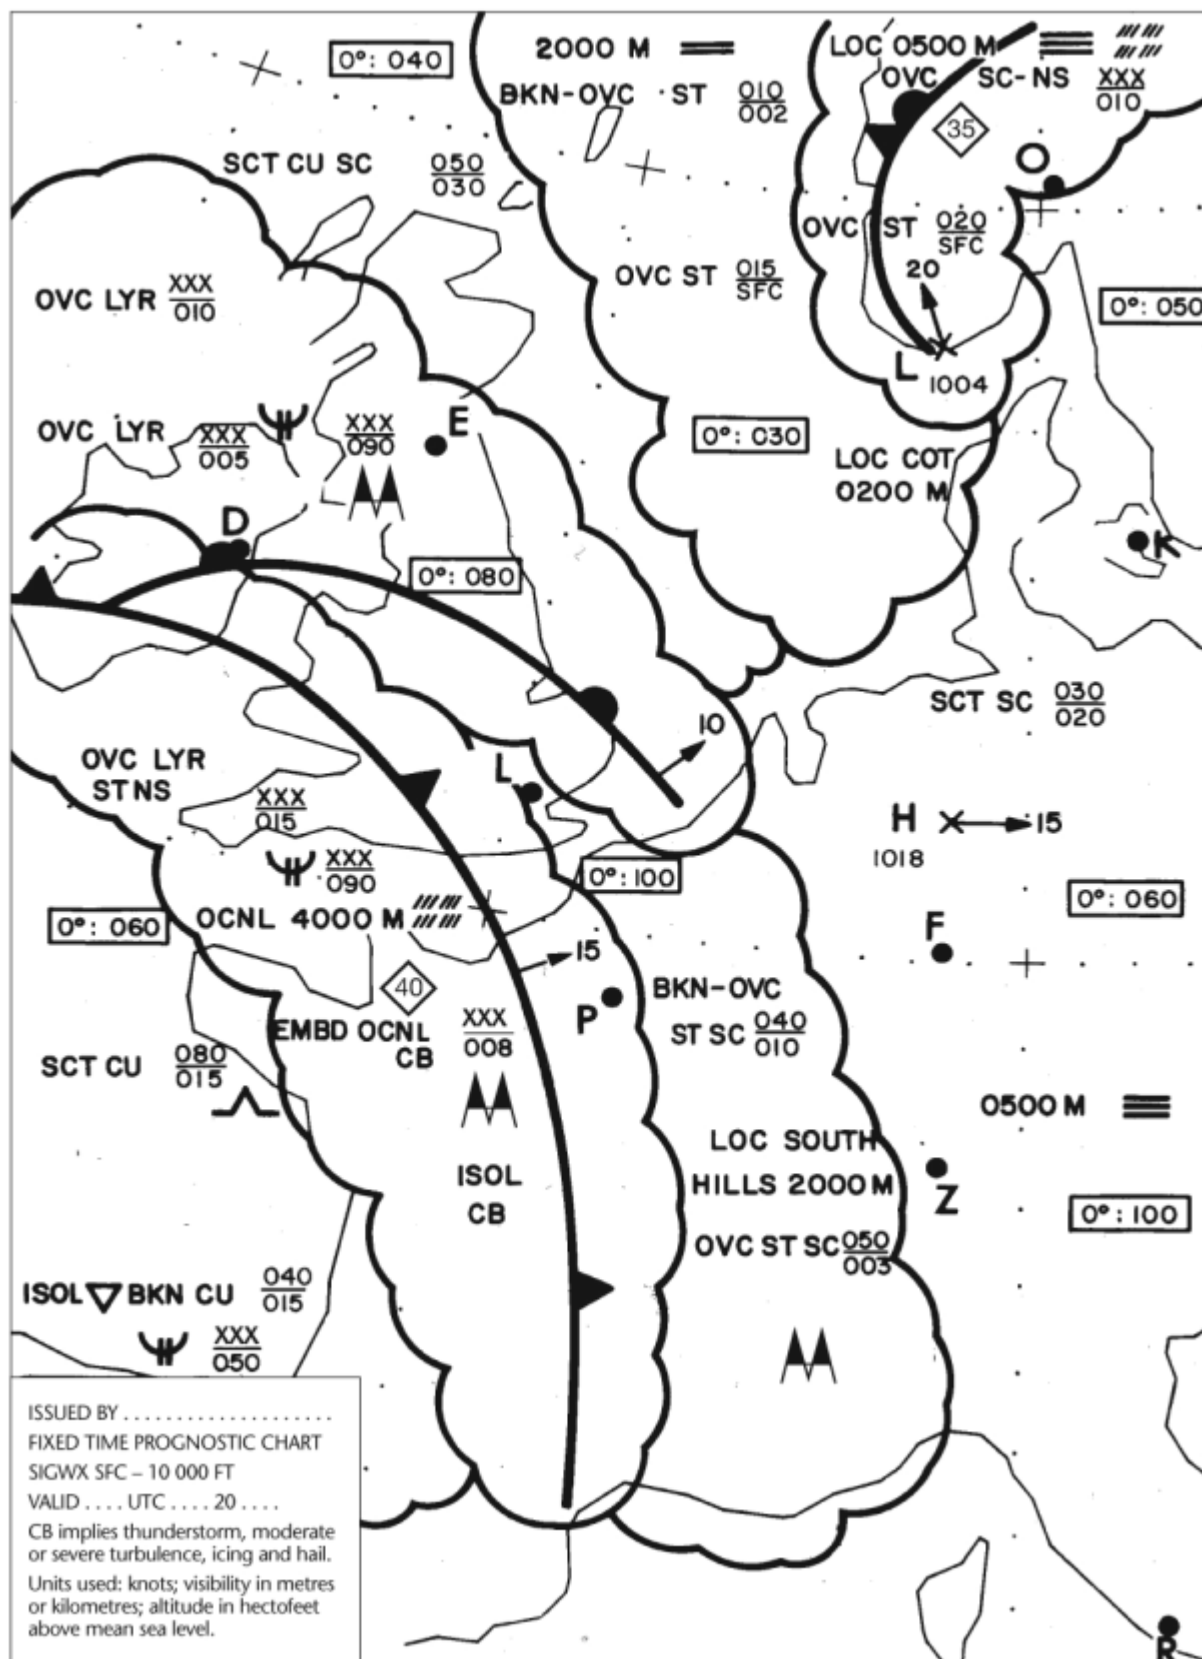 0°: 040
2000 M
BKN-OVC ST 010
002
LOC 0500 M
OVC SC-NS XXX
010
35
O
SCT CU SC 050
030
OVC ST 020
SFC
20
OVC ST 015
SFC
OVC LYR XXX
010
0°: 050
L 1004
OVC LYR XXX
005
XXX
090
E
0°: 030
LOC COT
0200 M
D
K
0°: 080
SCT SC 030
020
10
OVC LYR
ST NS
XXX
015
L
H
1018
15
XXX
090
0°: 100
0°: 060
0°: 060
OCNL 4000 M
F
15
40
BKN-OVC
ST SC 040
010
P
EMBD OCNL
CB
XXX
008
SCT CU 080
015
0500 M
LOC SOUTH
HILLS 2000 M
Z
ISOL
CB
0°: 100
OVC ST SC 050
003
ISOL BKN CU 040
015
XXX
050
ISSUED BY . . . . . . . . . . . . . . . . . . . .
FIXED TIME PROGNOSTIC CHART
SIGWX SFC – 10 000 FT
VALID . . . . UTC . . . . 20 . . . .
CB implies thunderstorm, moderate
or severe turbulence, icing and hail.
Units used: knots; visibility in metres
or kilometres; altitude in hectofeet
above mean sea level.
R